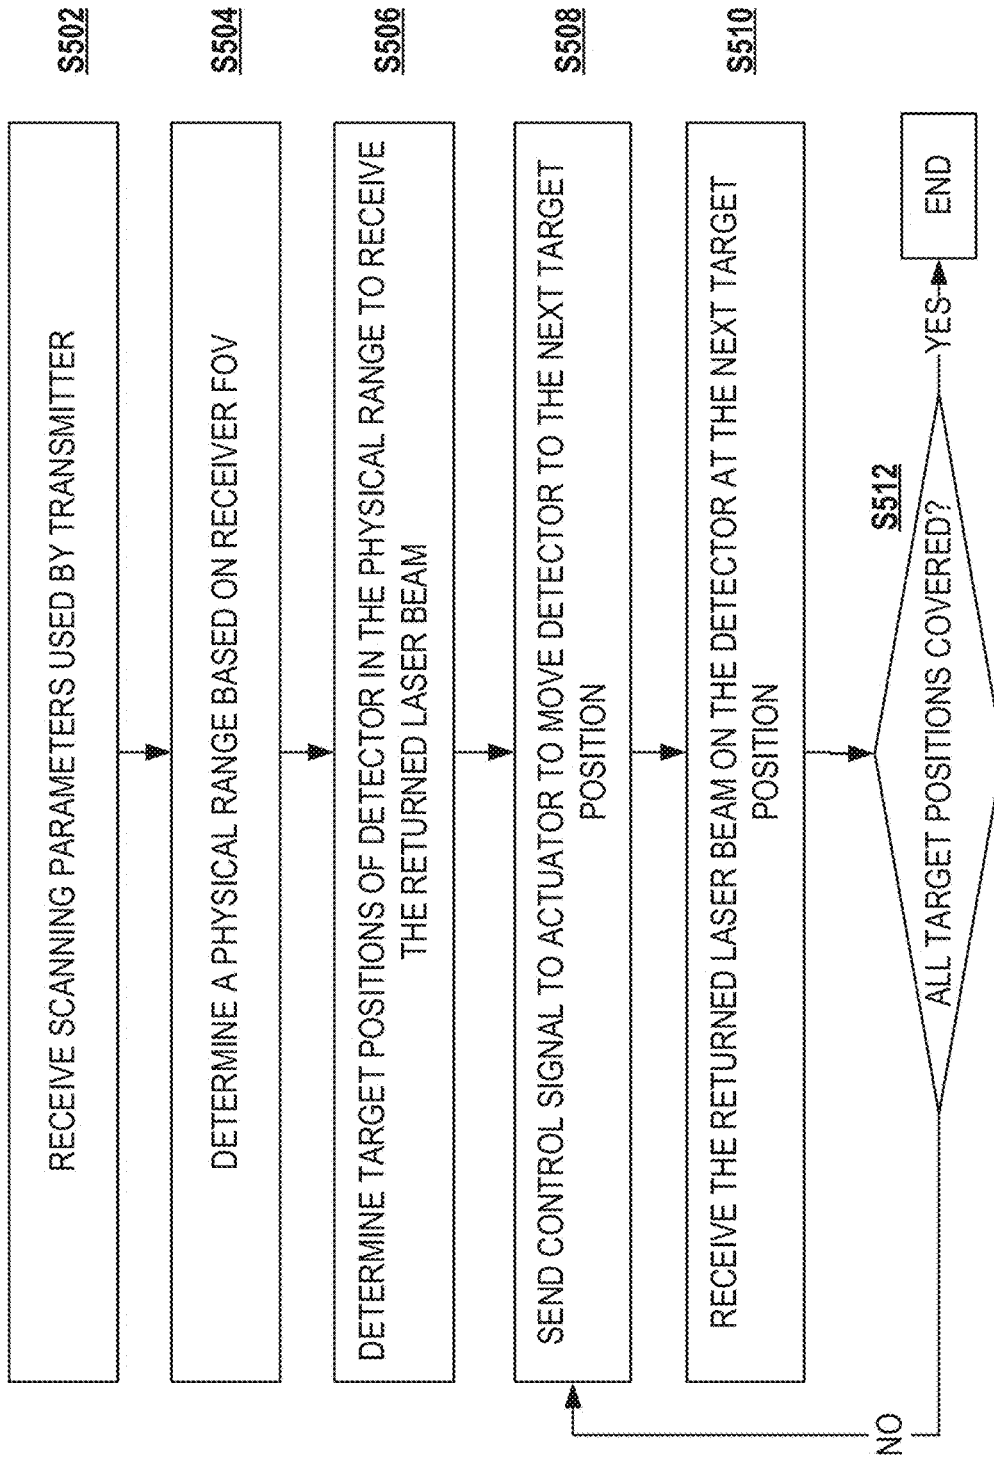 RECEIVE SCANNING PARAMETERS USED BY TRANSMITTER
S502
DETERMINE A PHYSICAL RANGE BASED ON RECEIVER FOV
S504
DETERMINE TARGET POSITIONS OF DETECTOR IN THE PHYSICAL RANGE TO RECEIVE
THE RETURNED LASER BEAM
S506
SEND CONTROL SIGNAL TO ACTUATOR TO MOVE DETECTOR TO THE NEXT TARGET
POSITION
S508
RECEIVE THE RETURNED LASER BEAM ON THE DETECTOR AT THE NEXT TARGET
POSITION
S510
NO
ALL TARGET POSITIONS COVERED?
S512
YES
END